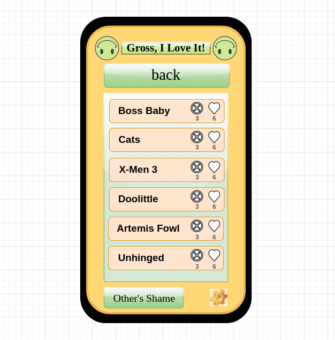 Gross, I Love It!
back
Boss Baby
3 6
Cats
3 6
X-Men 3
3 6
Doolittle
3 6
Artemis Fowl
3 6
Unhinged
3 6
Other's Shame